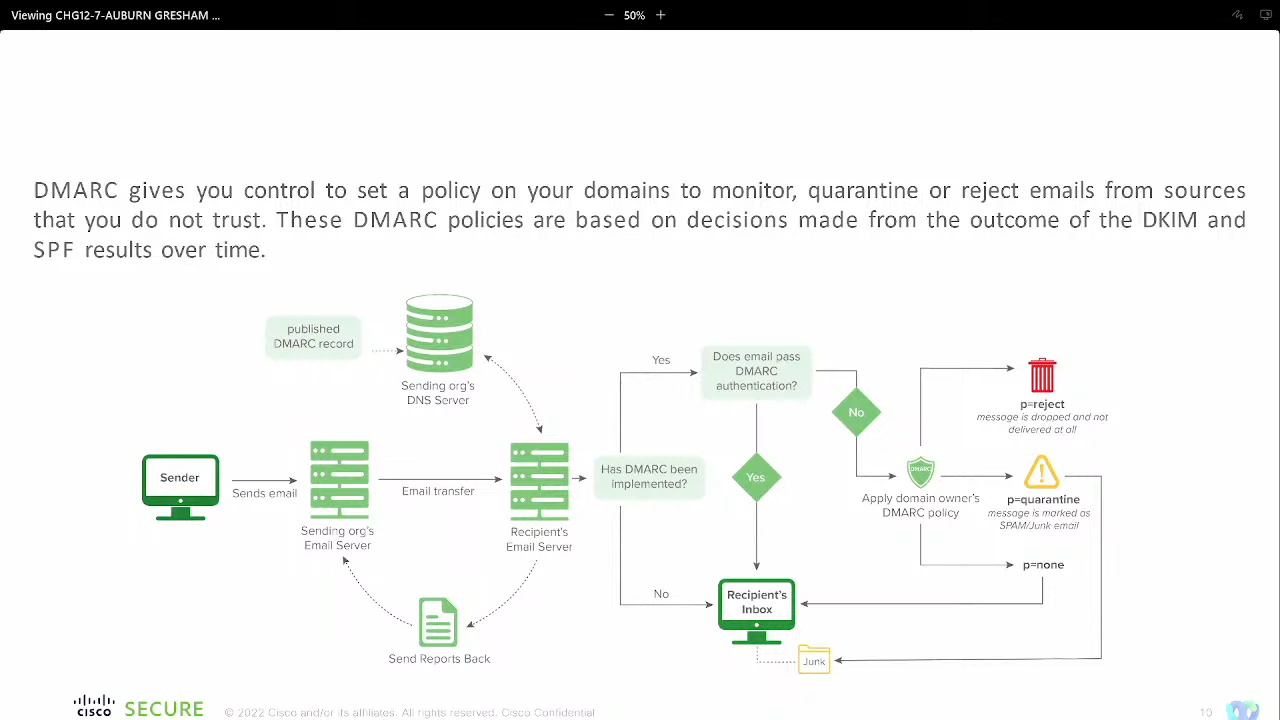 Viewing CHG12-7-AUBURN GRESHAM ...
50%
DMARC gives you control to set a policy on your domains to monitor, quarantine or reject emails from sources
that you do not trust. These DMARC policies are based on decisions made from the outcome of the DKIM and
SPF results over time.
published
DMARC record
Sending org's
DNS Server
Sender
Sends email
Sending org's
Email Server
Email transfer
Recipient's
Email Server
Send Reports Back
Has DMARC been
implemented?
Yes
No
Does email pass
DMARC
authentication?
Yes
No
Recipient's
Inbox
Junk
DMARC
Apply domain owner's
DMARC policy
p=reject
message is dropped and not
delivered at all
p=quarantine
message is marked as
SPAM/Junk email
p=none
CISCO SECURE
© 2022 Cisco and/or its affiliates. All rights reserved. Cisco Confidential
10